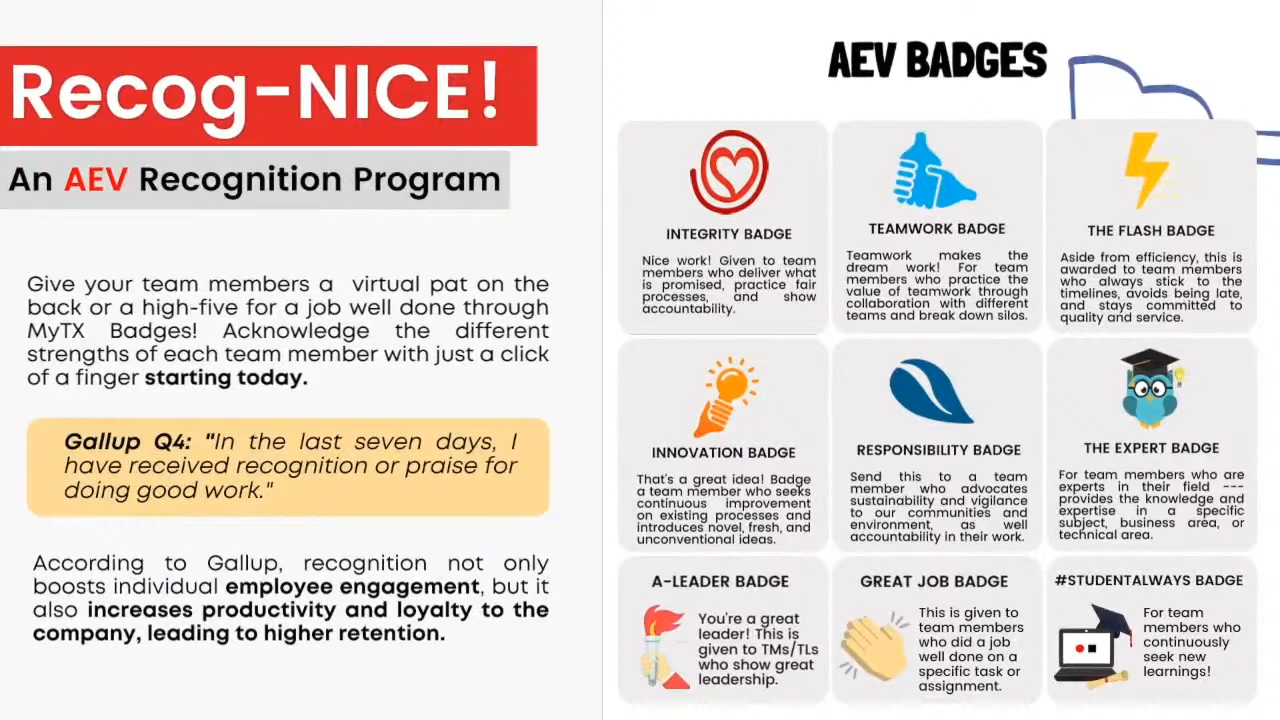 Recog-NICE!
An AEV Recognition Program
Give your team members a virtual pat on the
back or a high-five for a job well done through
MyTX Badges! Acknowledge the different
strengths of each team member with just a click
of a finger starting today.
Gallup Q4: "In the last seven days, I
have received recognition or praise for
doing good work."
According to Gallup, recognition not only
boosts individual employee engagement, but it
also increases productivity and loyalty to the
company, leading to higher retention.
AEV BADGES
INTEGRITY BADGE
Nice work! Given to team
members who deliver what
is promised, practice fair
processes, and show
accountability.
TEAMWORK BADGE
Teamwork makes the
dream work! For team
members who practice the
value of teamwork through
collaboration with different
teams and break down silos.
THE FLASH BADGE
Aside from efficiency, this is
awarded to team members
who always stick to the
timelines, avoids being late,
and stays committed to
quality and service.
INNOVATION BADGE
That's a great idea! Badge
a team member who seeks
continuous improvement
on existing processes and
introduces novel, fresh, and
unconventional ideas.
RESPONSIBILITY BADGE
Send this to a team
member who advocates
sustainability and vigilance
to our communities and
environment, as well
accountability in their work.
THE EXPERT BADGE
For team members who are
experts in their field ---
provides the knowledge and
expertise in a specific
subject, business area, or
technical area.
A-LEADER BADGE
You're a great
leader! This is
given to TMs/TLs
who show great
leadership.
GREAT JOB BADGE
This is given to
team members
who did a job
well done on a
specific task or
assignment.
#STUDENTALWAYS BADGE
For team
members who
continuously
seek new
learnings!